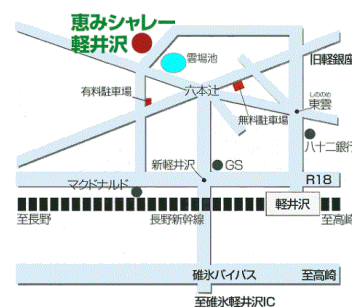 恵みシャレー
軽井沢
雲場池
旧軽銀座
有料駐車場
六本辻
しののめ
東雲
無料駐車場
八十二銀行
新軽井沢
GS
R18
マクドナルド
軽井沢
至長野
長野新幹線
至高崎
碓氷バイパス
至高崎
至碓氷軽井沢IC